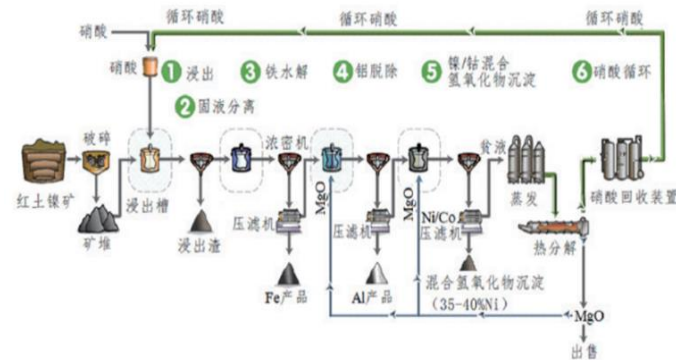 循环硝酸
循环硝酸
循环硝酸
硝酸
硝酸
1 浸出
3 铁水解
4 铝脱除
5 镍/钴混合
氢氧化物沉淀
6 硝酸循环
2 固液分离
破碎
浓密机
贫液
红土镍矿
浸出槽
MgO
MgO
蒸发
硝酸回收装置
矿堆
浸出渣
压滤机
压滤机
Ni/Co
压滤机
热分解
Fe产品
Al产品
混合氢氧化物沉淀
(35-40%Ni)
MgO
出售